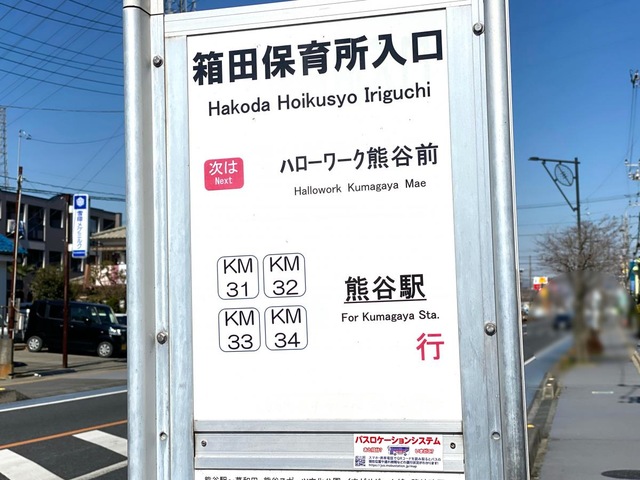 箱田保育所入口
Hakoda Hoikusyo Iriguchi
次は
Next
ハローワーク熊谷前
Hallowork Kumagaya Mae
KM
31
KM
32
KM
33
KM
34
熊谷駅
For Kumagaya Sta.
行
バスロケーションシステム